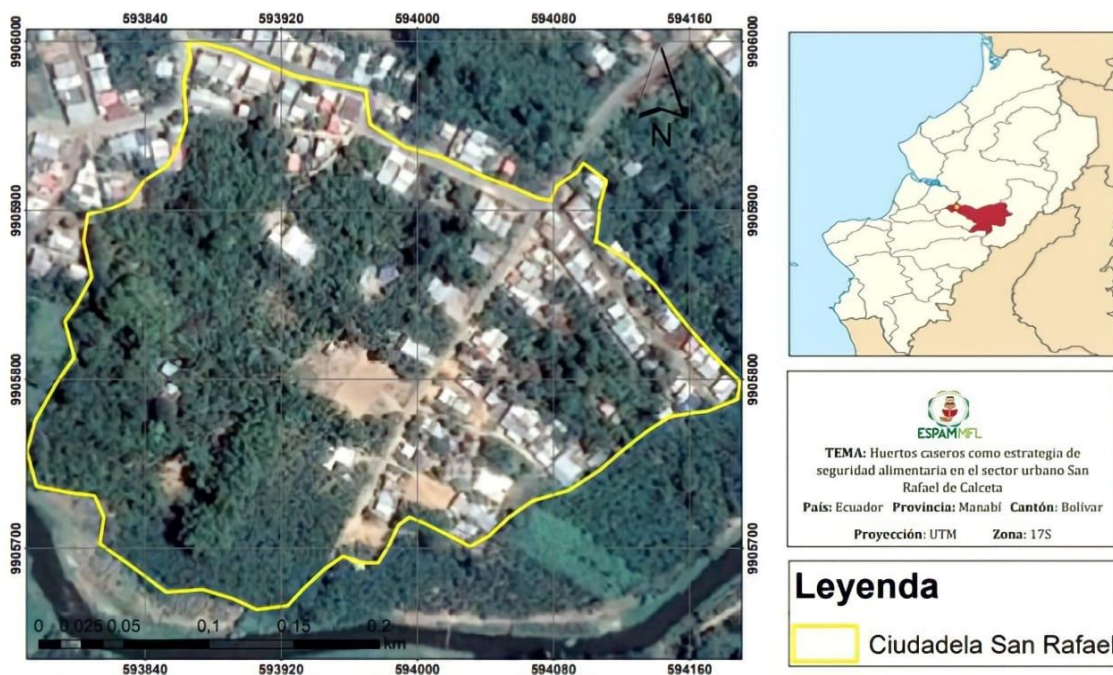 593840 593920 594000 594080 594160
9906000 9906000
9905900 9905900
9905800 9905800
9905700 9905700
N
0 0,025 0,05 0,1 0,15 0,2
km
593840 593920 594000 594080 594160
ESPAMMFL
TEMA: Huertos caseros como estrategia de
seguridad alimentaria en el sector urbano San
Rafael de Calceta
País: Ecuador Provincia: Manabí Cantón: Bolívar
Proyección: UTM Zona: 17S
Leyenda
Ciudadela San Rafael